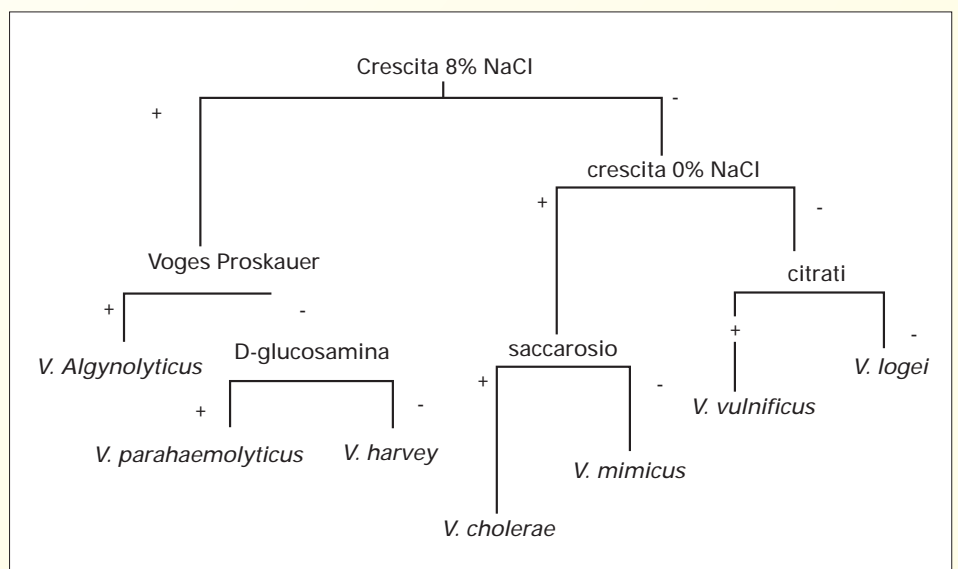 Crescita 8% NaCl
+
-
crescita 0% NaCl
+
-
Voges Proskauer
citrati
+
-
+
-
D-glucosamina
saccarosio
V. Algynolyticus
V. logei
+
-
+
-
V. vulnificus
V. parahaemolyticus
V. harvey
V. mimicus
V. cholerae